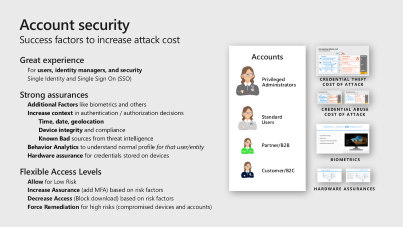 Account security
Success factors to increase attack cost
Great experience
For users, identity managers, and security
Single Identity and Single Sign On (SSO)
Strong assurances
Additional Factors like biometrics and others
Increase context in authentication / authorization decisions
Time, date, geolocation
Device integrity and compliance
Known Bad sources from threat intelligence
Behavior Analytics to understand normal profile for that user/entity
Hardware assurance for credentials stored on devices
Flexible Access Levels
Allow for Low Risk
Increase Assurance (add MFA) based on risk factors
Decrease Access (Block download) based on risk factors
Force Remediation for high risks (compromised devices and accounts)
Accounts
Privileged
Administrators
Standard
Users
Partner/B2B
Customer/B2C
CREDENTIAL THEFT
COST OF ATTACK
CREDENTIAL ABUSE
COST OF ATTACK
BIOMETRICS
HARDWARE ASSURANCES